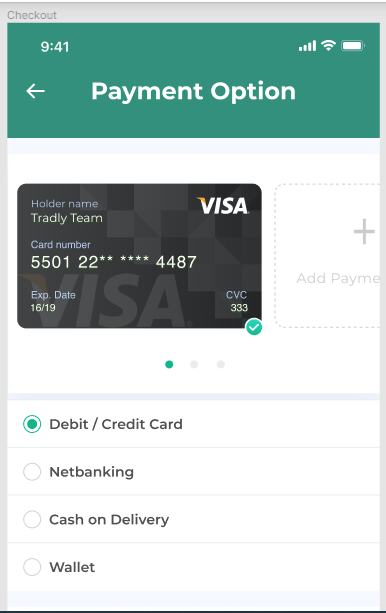 Checkout
9:41
Payment Option
Holder name
VISA
Tradly Team
Card number
5501 22** **** 4487
VISA
Exp. Date
CVC
16/19
333
Add Payme
Debit / Credit Card
Netbanking
Cash on Delivery
Wallet